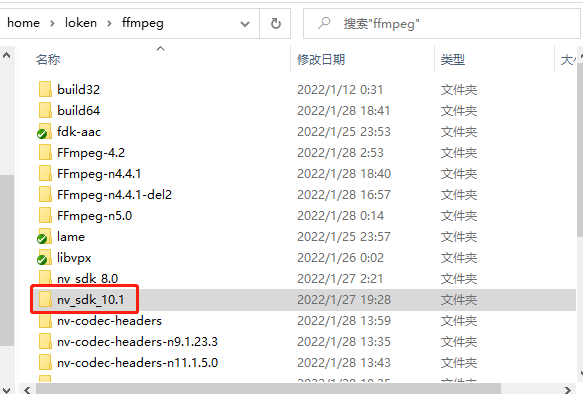 home > loken > ffmpeg 搜索"ffmpeg"
名称 修改日期 类型 大小
build32 2022/1/12 0:31 文件夹
build64 2022/1/28 18:41 文件夹
fdk-aac 2022/1/25 23:53 文件夹
FFmpeg-4.2 2022/1/28 2:53 文件夹
FFmpeg-n4.4.1 2022/1/28 18:40 文件夹
FFmpeg-n4.4.1-del2 2022/1/28 16:57 文件夹
FFmpeg-n5.0 2022/1/28 0:14 文件夹
lame 2022/1/25 23:57 文件夹
libvpx 2022/1/26 0:02 文件夹
nv_sdk_8.0 2022/1/27 2:21 文件夹
nv_sdk_10.1 2022/1/27 19:28 文件夹
nv-codec-headers 2022/1/28 13:59 文件夹
nv-codec-headers-n9.1.23.3 2022/1/28 13:35 文件夹
nv-codec-headers-n11.1.5.0 2022/1/28 13:43 文件夹